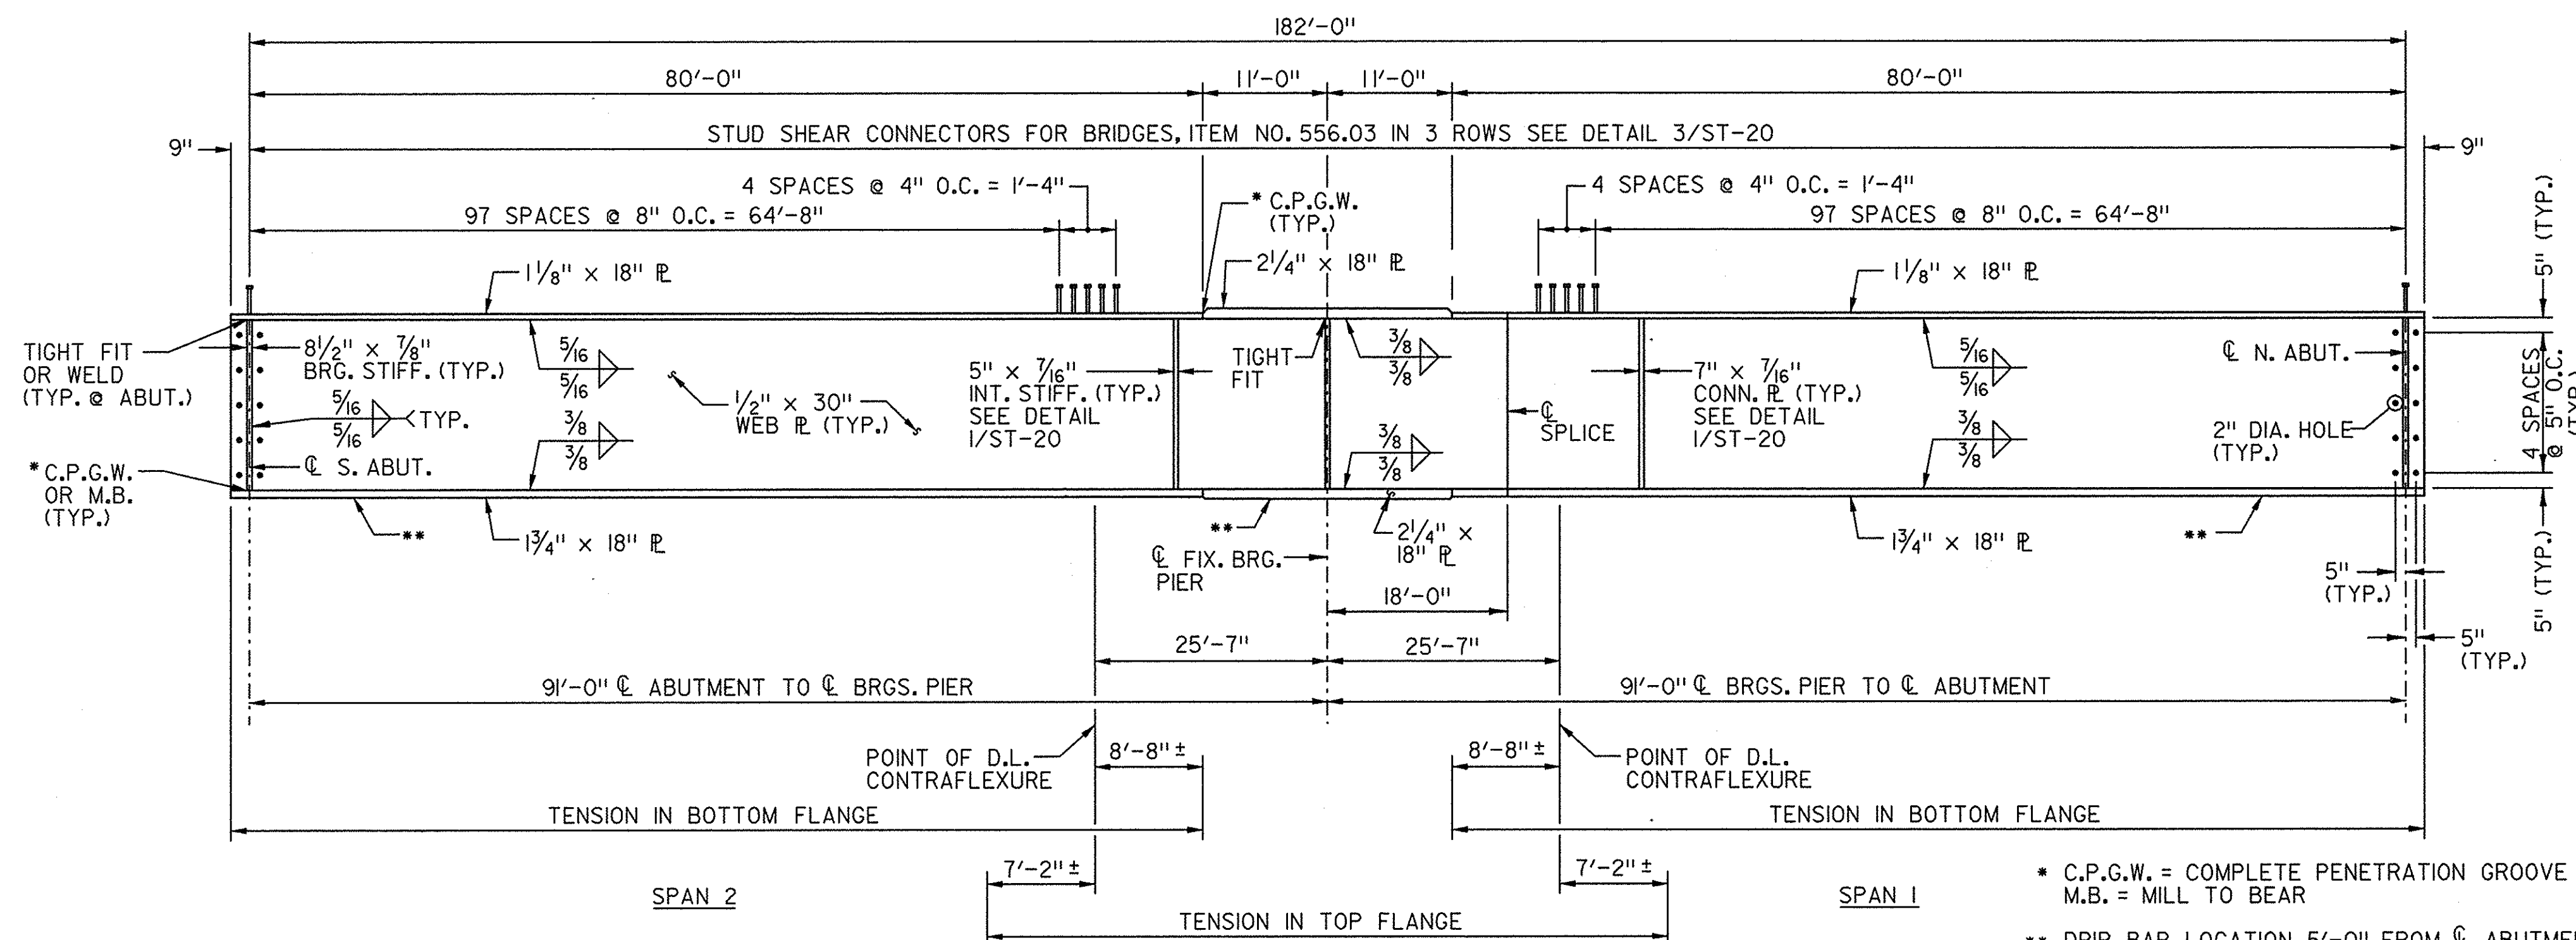 182'-0"
80'-0" 11'-0" 11'-0" 80'-0"
STUD SHEAR CONNECTORS FOR BRIDGES, ITEM NO. 556.03 IN 3 ROWS SEE DETAIL 3/ST-20
9" 9"
4 SPACES @ 4" O.C. = 1'-4"
97 SPACES @ 8" O.C. = 64'-8"
* C.P.G.W.
(TYP.)
4 SPACES @ 4" O.C. = 1'-4"
97 SPACES @ 8" O.C. = 64'-8"
1 1/8" × 18" ℄PL
2 1/4" × 18" PL
1 1/8" × 18" PL
5" (TYP.)
4 SPACES
@ 5" O.C.
(TYP.)
5" (TYP.)
TIGHT FIT
OR WELD
(TYP. @ ABUT.)
8 1/2" × 7/8"
BRG. STIFF. (TYP.)
5/16
5/16
5/16
5/16
TYP.
3/8
3/8
℄ S. ABUT.
* C.P.G.W.
OR M.B.
(TYP.)
1/2" × 30"
WEB PL (TYP.)
5" × 7/16"
INT. STIFF. (TYP.)
SEE DETAIL
1/ST-20
TIGHT
FIT
3/8
3/8
3/8
3/8
℄
SPLICE
7" × 7/16"
CONN. PL (TYP.)
SEE DETAIL
1/ST-20
5/16
5/16
3/8
3/8
℄ N. ABUT.
2" DIA. HOLE
(TYP.)
**
1 3/4" × 18" PL
**
℄ FIX. BRG.
PIER
2 1/4" ×
18" PL
1 3/4" × 18" PL
**
5"
(TYP.)
5"
(TYP.)
18'-0"
25'-7" 25'-7"
91'-0" ℄ ABUTMENT TO ℄ BRGS. PIER
91'-0" ℄ BRGS. PIER TO ℄ ABUTMENT
POINT OF D.L.
CONTRAFLEXURE
8'-8" ±
8'-8" ±
POINT OF D.L.
CONTRAFLEXURE
TENSION IN BOTTOM FLANGE
TENSION IN BOTTOM FLANGE
7'-2" ±
7'-2" ±
SPAN 2
SPAN 1
TENSION IN TOP FLANGE
* C.P.G.W. = COMPLETE PENETRATION GROOVE
M.B. = MILL TO BEAR
** DRIP BAR LOCATION 5'-0" FROM ℄